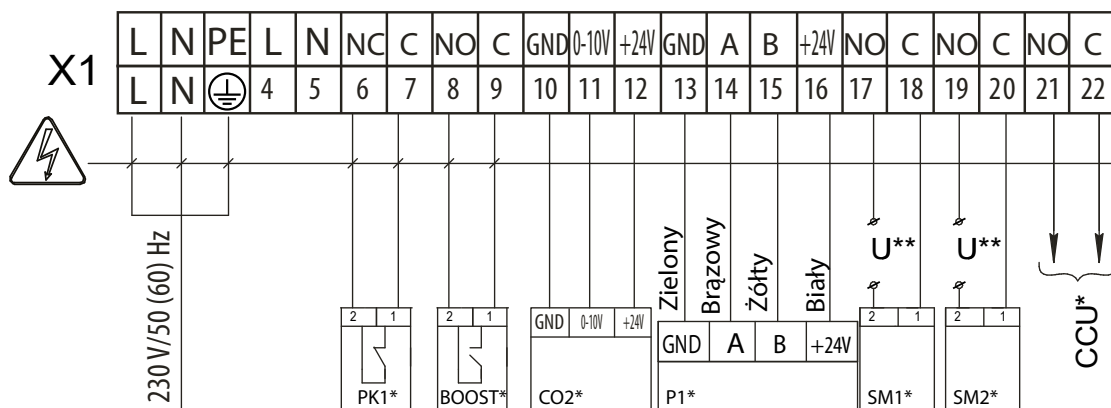 X1
L N PE L N NC C NO C GND 0-10V +24V GND A B +24V NO C NO C NO C
L N 4 5 6 7 8 9 10 11 12 13 14 15 16 17 18 19 20 21 22
230 V/50 (60) Hz
Zielony
Brązowy
Żółty
Biały
U**
U**
CCU*
2 1
PK1*
2 1
BOOST*
GND 0-10V +24V
CO2*
GND A B +24V
P1*
2 1
SM1*
2 1
SM2*